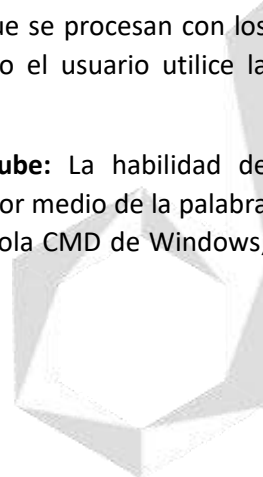 ue se procesan con los
o el usuario utilice la
ube: La habilidad de
or medio de la palabra
ola CMD de Windows,